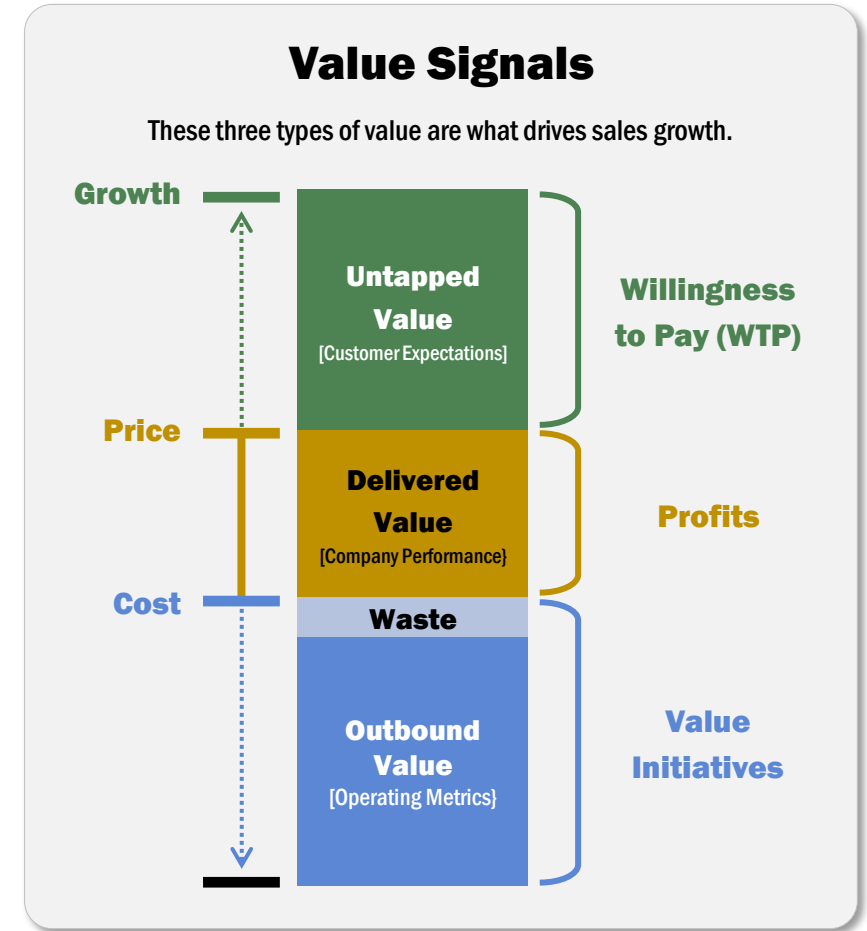 Value Signals
These three types of value are what drives sales growth.
Growth
Untapped
Value
[Customer Expectations]
Willingness
to Pay (WTP)
Price
Delivered
Value
[Company Performance}
Profits
Cost
Waste
Outbound
Value
[Operating Metrics}
Value
Initiatives